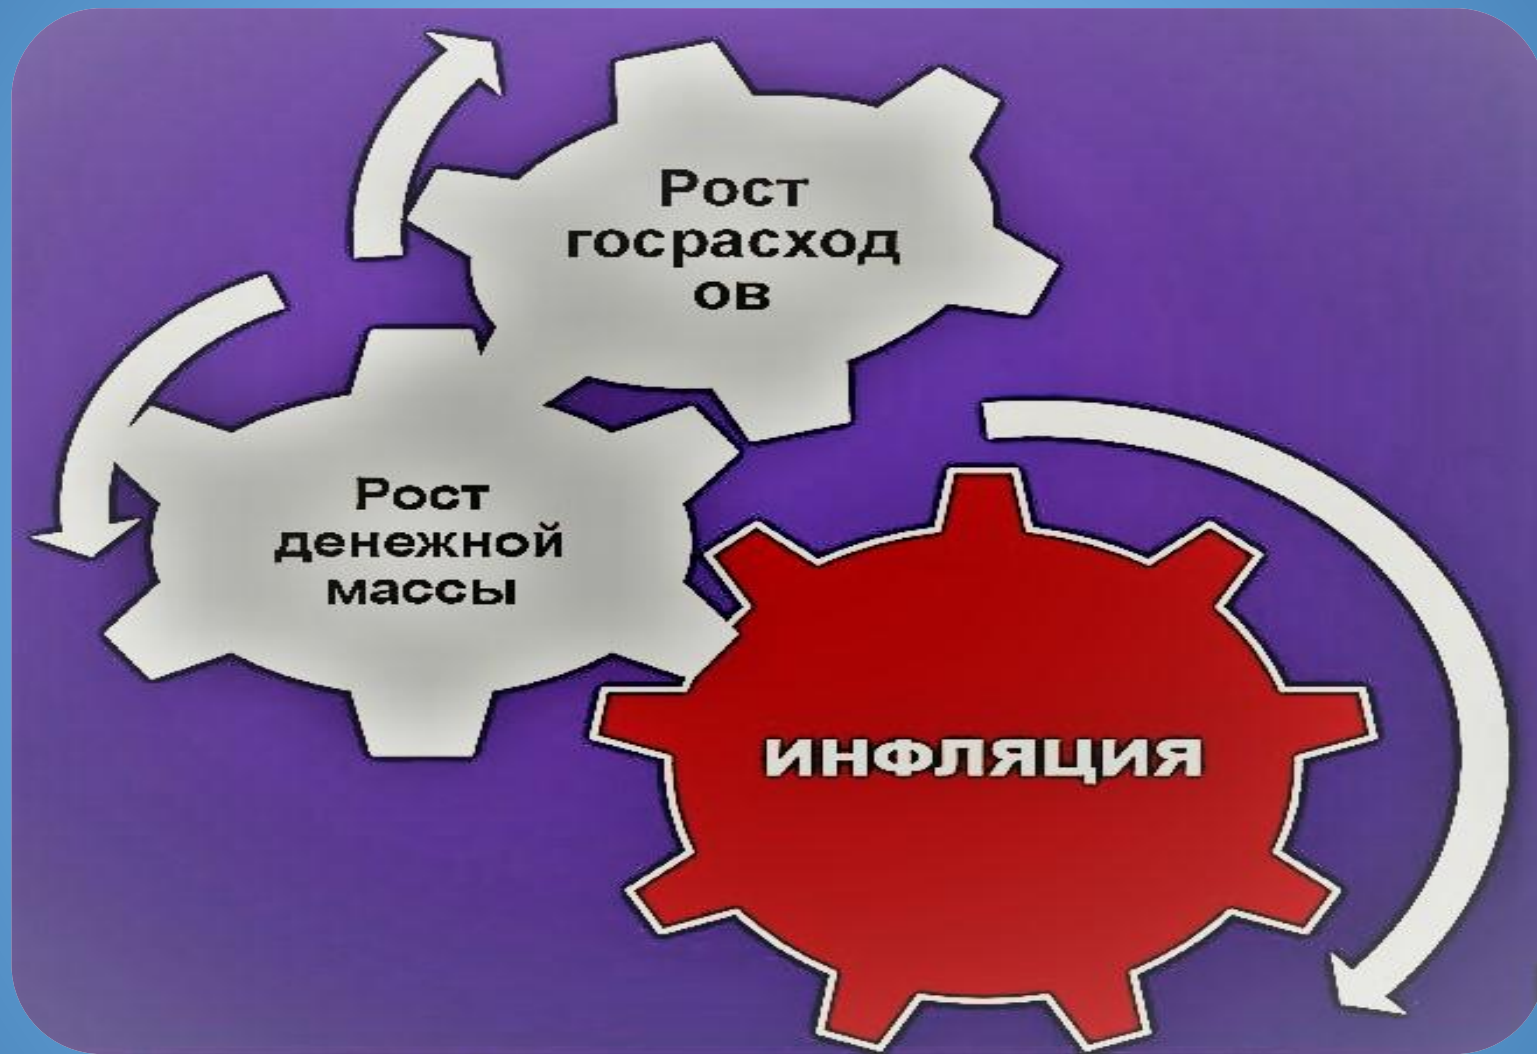 Рост
госрасход
ов
Рост
денежной
массы
ИНФЛЯЦИЯ